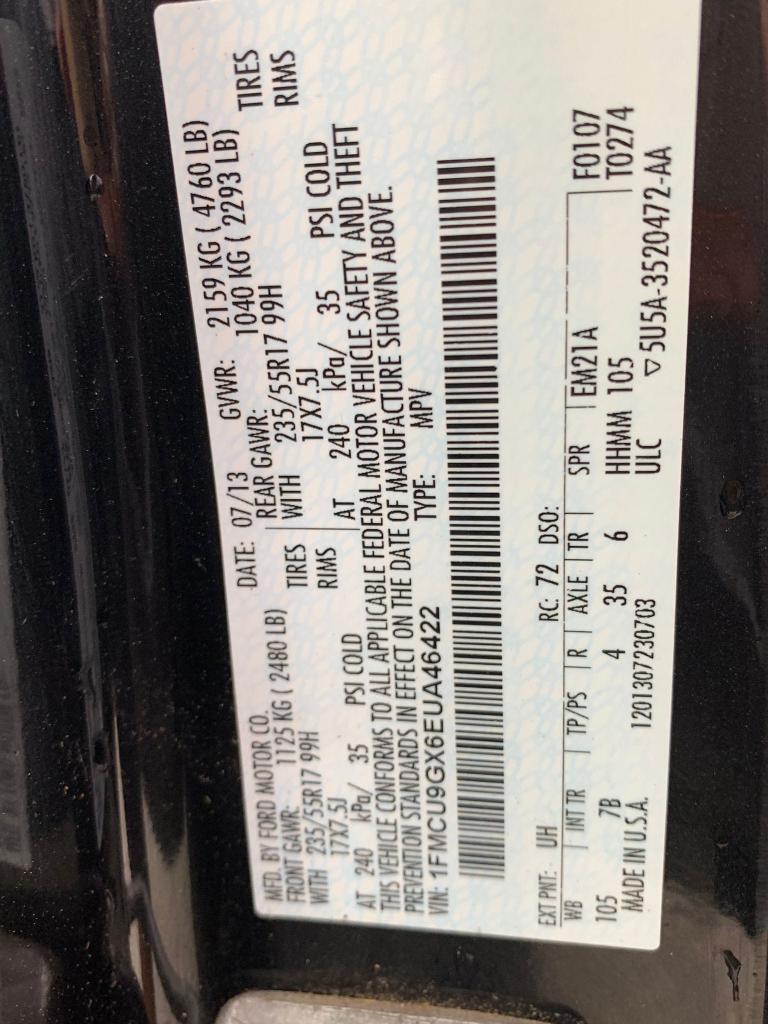 MFD. BY FORD MOTOR CO. DATE: 07/13 GVWR: 2159 KG ( 4760 LB)
FRONT GAWR: 1125 KG ( 2480 LB) REAR GAWR: 1040 KG ( 2293 LB)
WITH 235/55R17 99H TIRES WITH 235/55R17 99H TIRES
17X7.5J RIMS 17X7.5J RIMS
AT 240 kPa/ 35 PSI COLD AT 240 kPa/ 35 PSI COLD
THIS VEHICLE CONFORMS TO ALL APPLICABLE FEDERAL MOTOR VEHICLE SAFETY AND THEFT
PREVENTION STANDARDS IN EFFECT ON THE DATE OF MANUFACTURE SHOWN ABOVE.
VIN: 1FMCU9GX6EUA46422 TYPE: MPV
EXT PNT: UH RC: 72 DSO:
WB INT TR TP/PS R AXLE TR SPR EM21A F0107
105 7B 4 35 6 HHMM 105 T0274
MADE IN U.S.A. 1201307230703 ULC ▽ 5U5A-3520472-AA